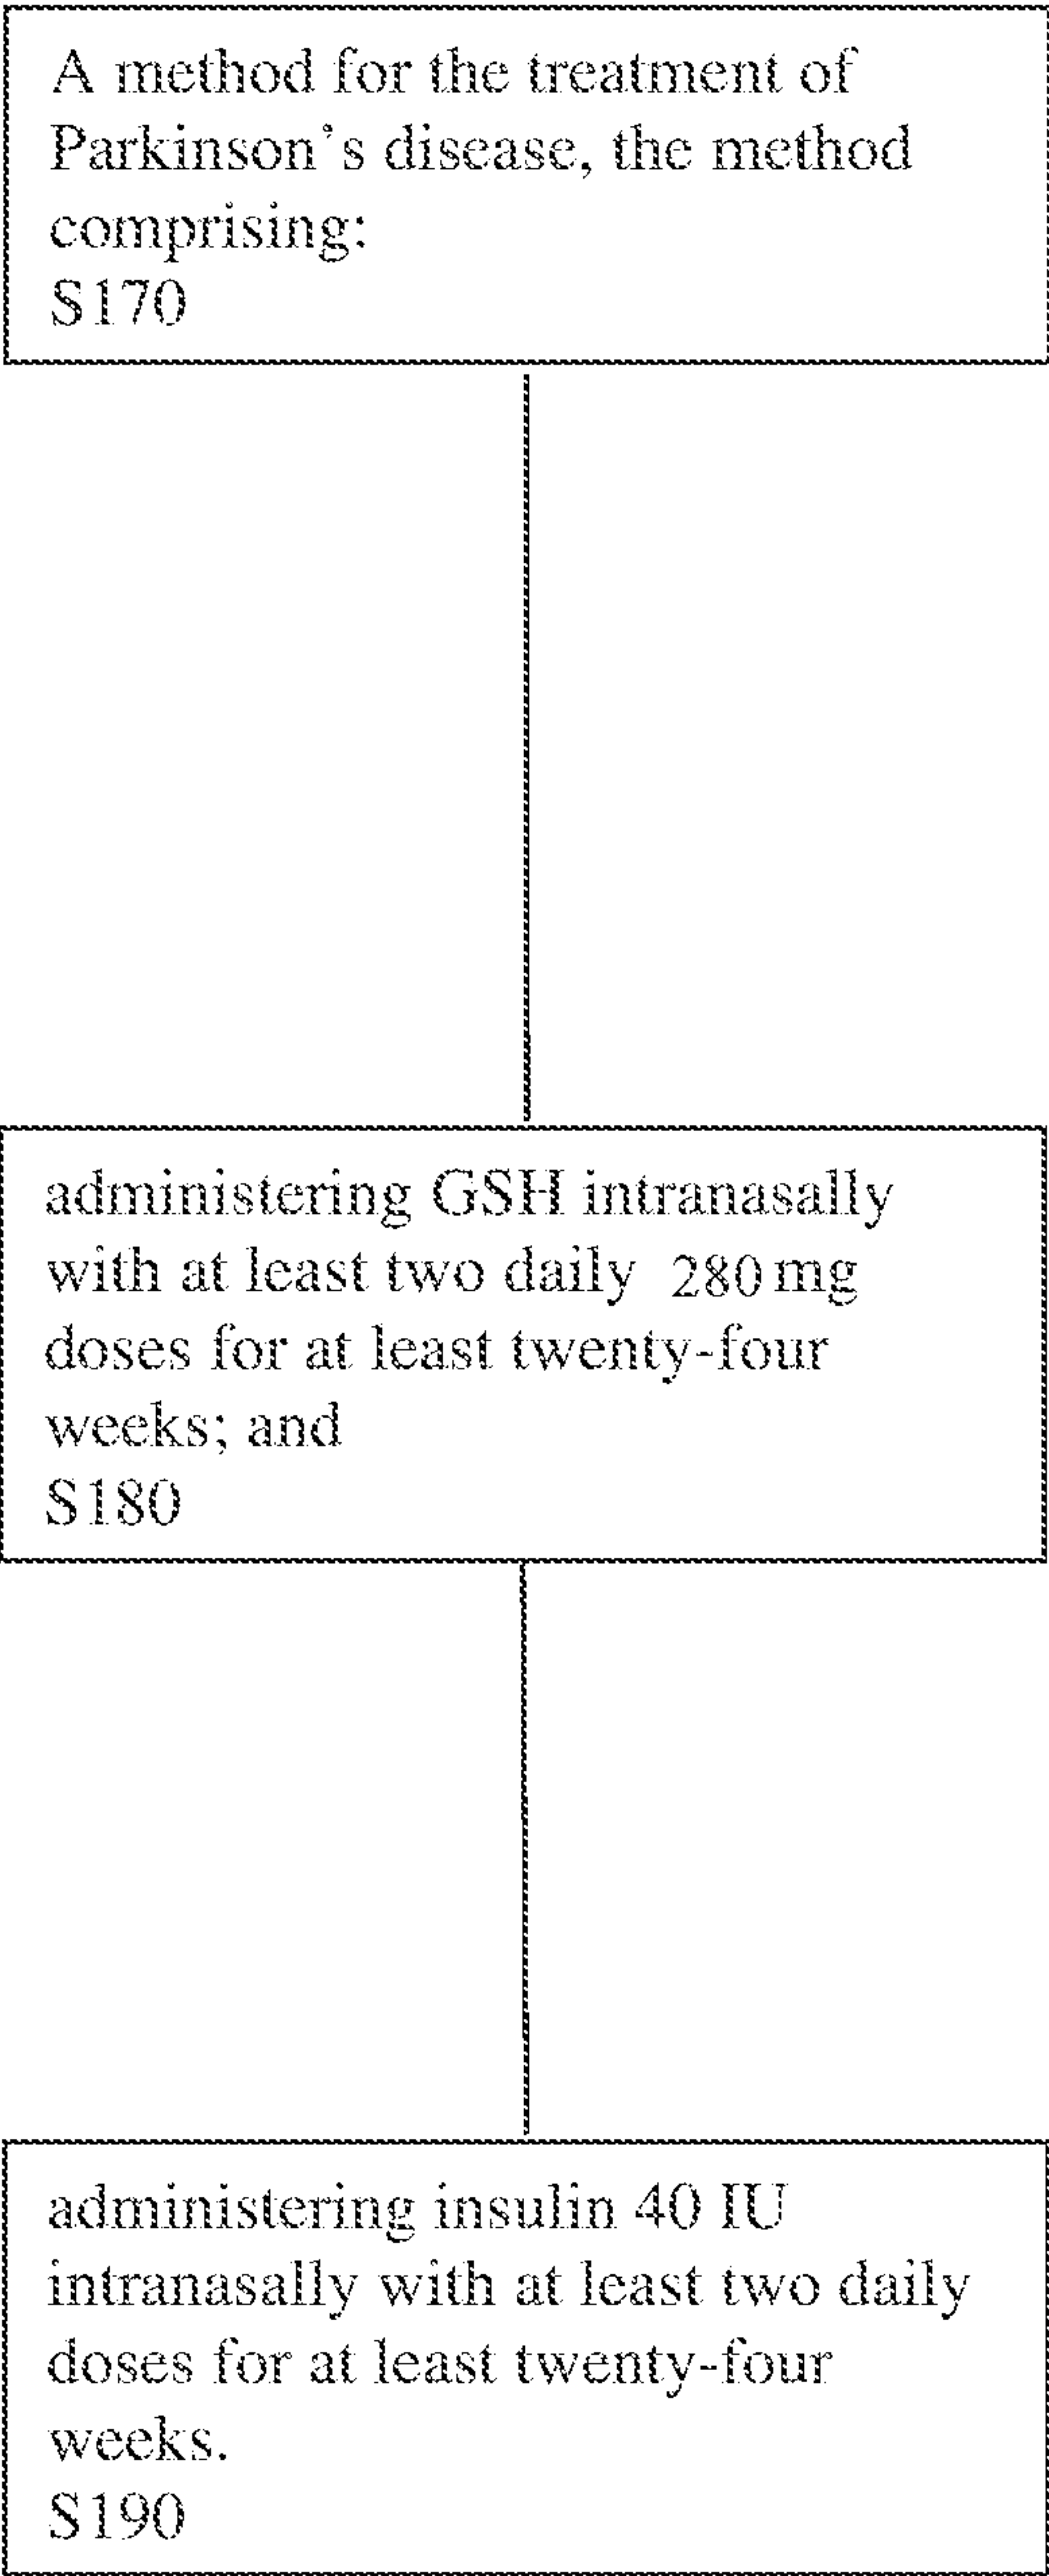 A method for the treatment of
Parkinson's disease, the method
comprising:
S170
administering GSH intranasally
with at least two daily 280 mg
doses for at least twenty-four
weeks; and
S180
administering insulin 40 IU
intranasally with at least two daily
doses for at least twenty-four
weeks.
S190